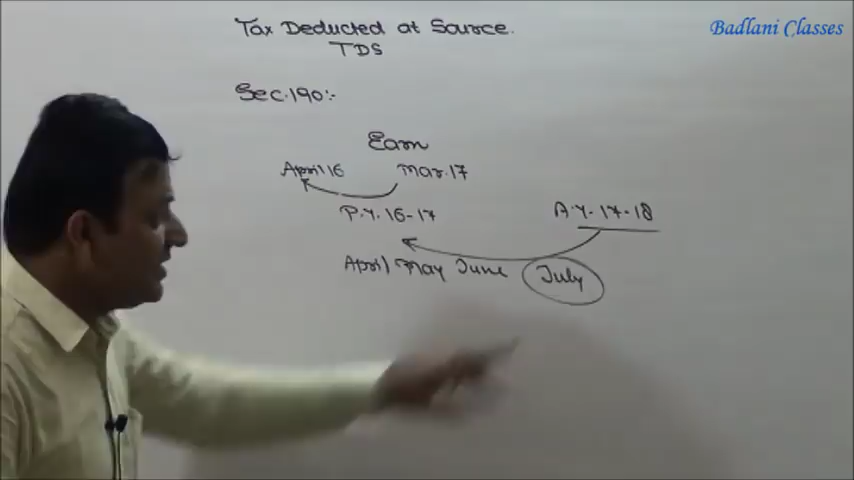 Badlani Classes
Tax Deducted at Source.
TDS
Sec.190:-
Earn
April 16 Mar.17
P.Y. 16-17 A.Y. 17-18
April May June July